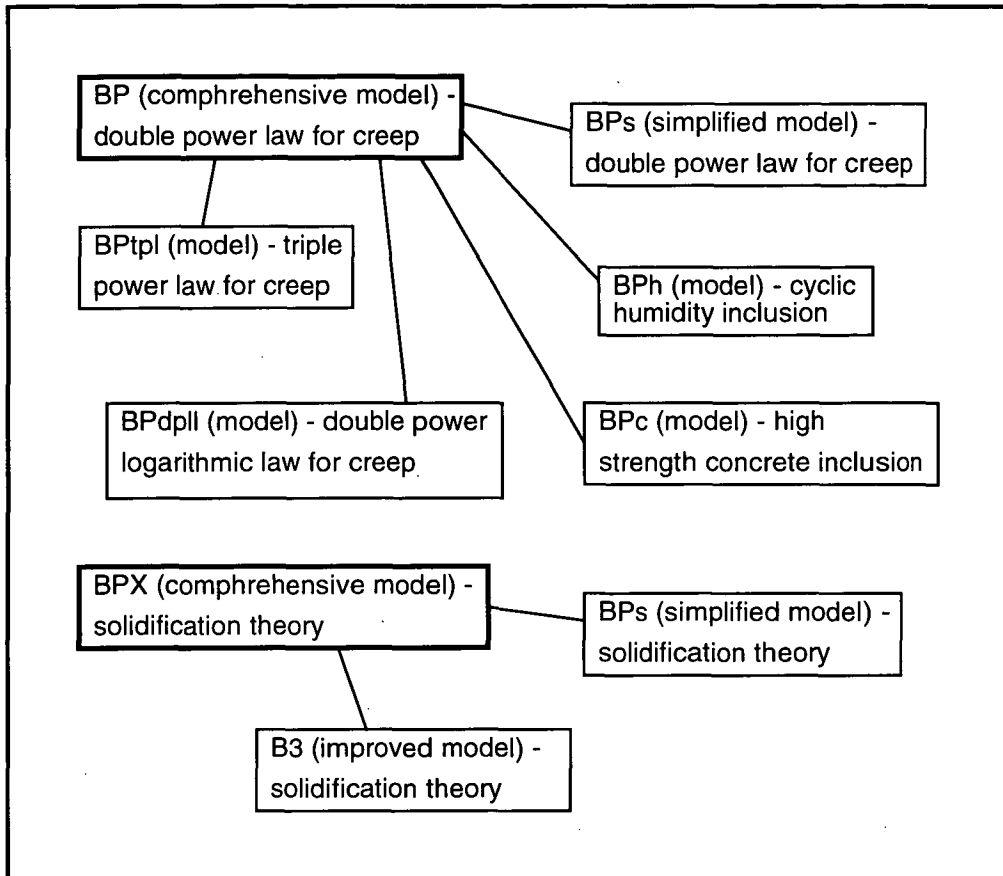 BP (comphrehensive model) -
double power law for creep
BPs (simplified model) -
double power law for creep
BPtpl (model) - triple
power law for creep
BPh (model) - cyclic
humidity inclusion
BPdpll (model) - double power
logarithmic law for creep
BPc (model) - high
strength concrete inclusion
BPX (comphrehensive model) -
solidification theory
BPs (simplified model) -
solidification theory
B3 (improved model) -
solidification theory